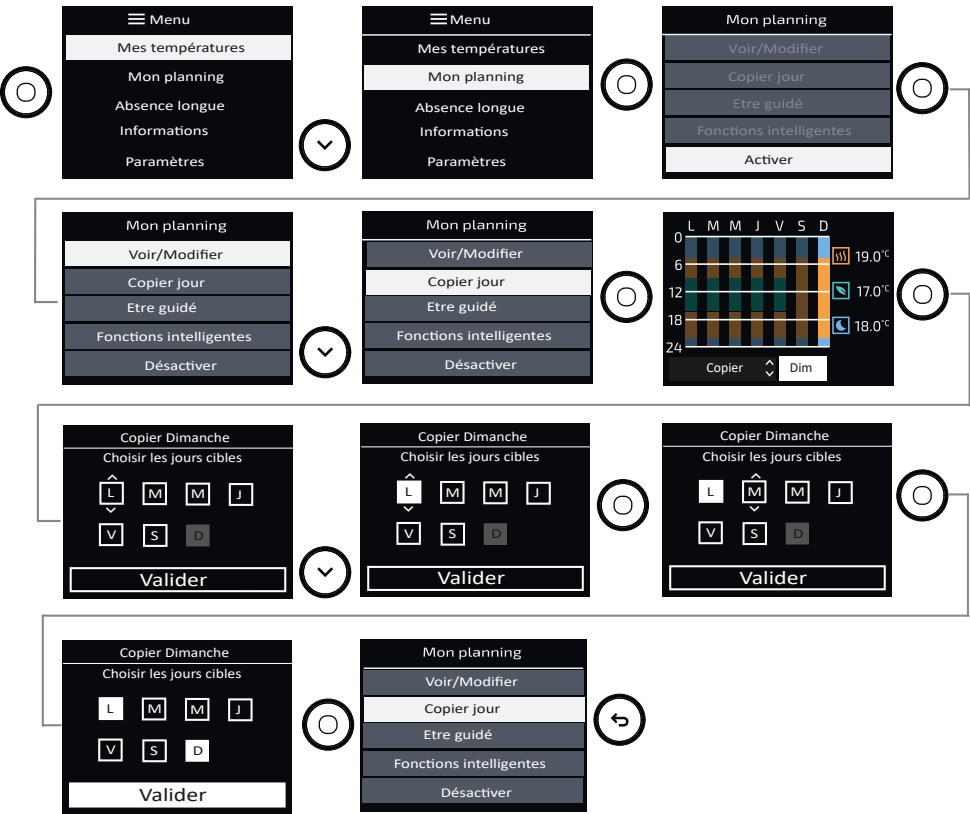 Menu
Mes températures
Mon planning
Absence longue
Informations
Paramètres
Menu
Mes températures
Mon planning
Absence longue
Informations
Paramètres
Mon planning
Voir/Modifier
Copier jour
Etre guidé
Fonctions intelligentes
Activer
Mon planning
Voir/Modifier
Copier jour
Etre guidé
Fonctions intelligentes
Désactiver
Mon planning
Voir/Modifier
Copier jour
Etre guidé
Fonctions intelligentes
Désactiver
L M M J V S D
0
6
12
18
24
19.0°C
17.0°C
18.0°C
Copier Dim
Copier Dimanche
Choisir les jours cibles
L M M J
V S D
Valider
Copier Dimanche
Choisir les jours cibles
L M M J
V S D
Valider
Copier Dimanche
Choisir les jours cibles
L M M J
V S D
Valider
Copier Dimanche
Choisir les jours cibles
L M M J
V S D
Valider
Mon planning
Voir/Modifier
Copier jour
Etre guidé
Fonctions intelligentes
Désactiver